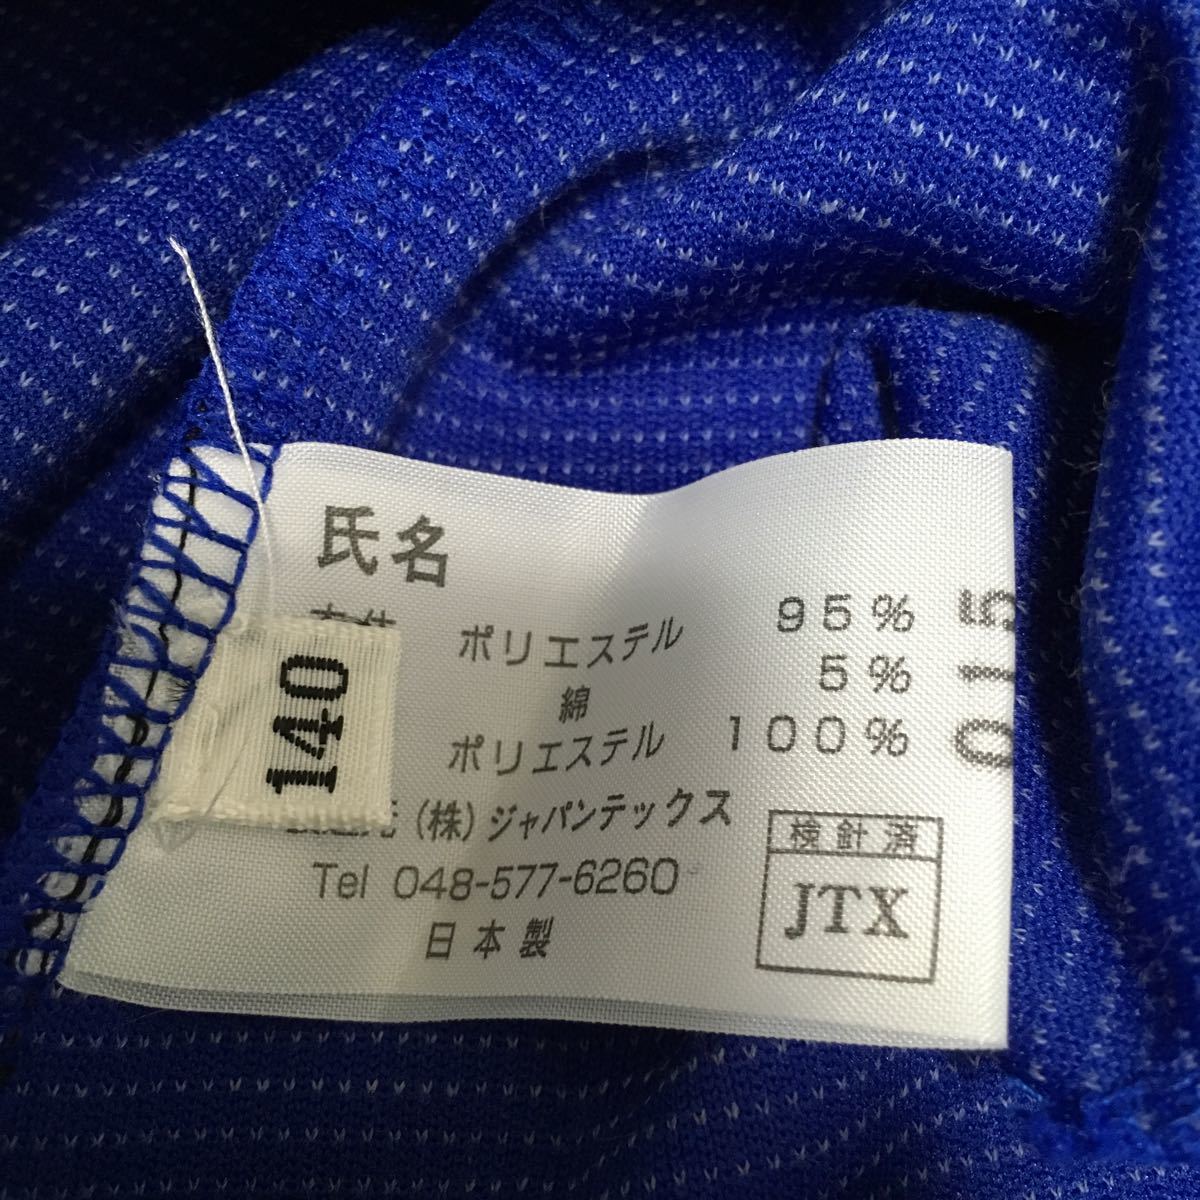 氏名
ポリエステル 95%
綿 5%
ポリエステル 100%
(株)ジャパンテックス
Tel 048-577-6260
日本製
140
検針済
JTX
015